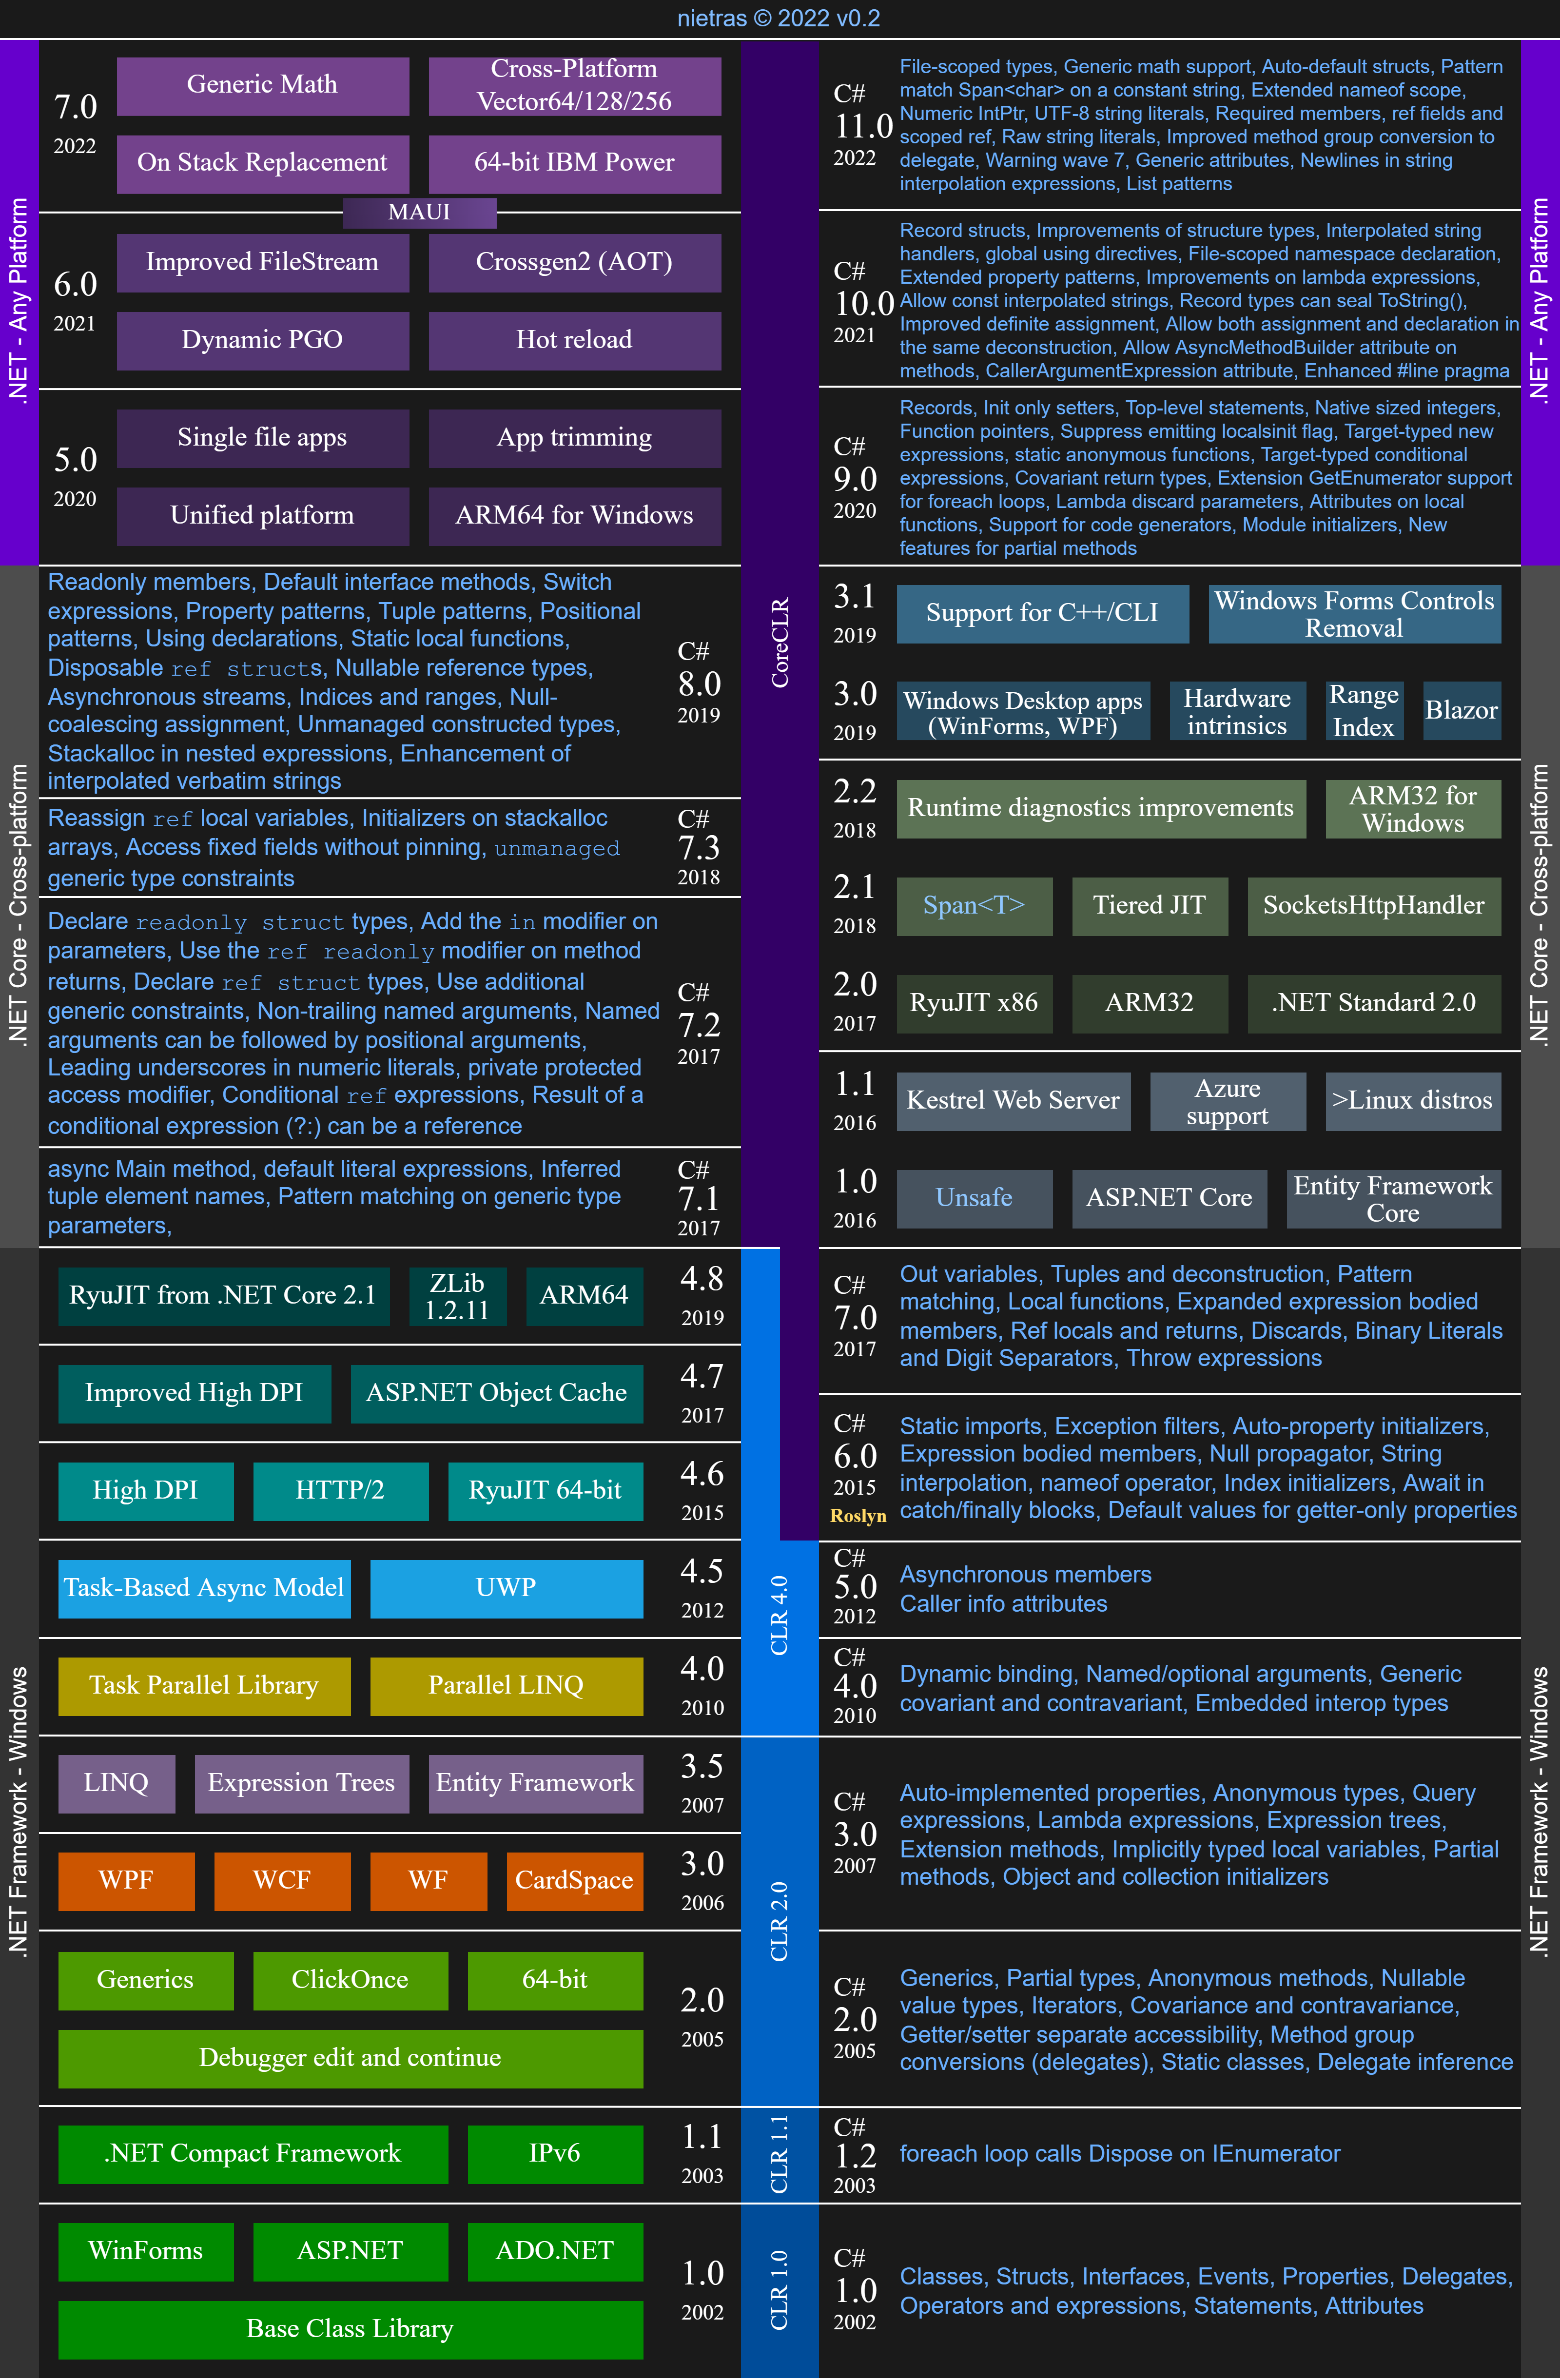 nietras © 2022 v0.2
.NET - Any Platform
7.0
2022
Generic Math
Cross-Platform
Vector64/128/256
On Stack Replacement
64-bit IBM Power
MAUI
6.0
2021
Improved FileStream
Crossgen2 (AOT)
Dynamic PGO
Hot reload
5.0
2020
Single file apps
App trimming
Unified platform
ARM64 for Windows
CoreCLR
C#
11.0
2022
File-scoped types, Generic math support, Auto-default structs, Pattern
match Span<char> on a constant string, Extended nameof scope,
Numeric IntPtr, UTF-8 string literals, Required members, ref fields and
scoped ref, Raw string literals, Improved method group conversion to
delegate, Warning wave 7, Generic attributes, Newlines in string
interpolation expressions, List patterns
C#
10.0
2021
Record structs, Improvements of structure types, Interpolated string
handlers, global using directives, File-scoped namespace declaration,
Extended property patterns, Improvements on lambda expressions,
Allow const interpolated strings, Record types can seal ToString(),
Improved definite assignment, Allow both assignment and declaration in
the same deconstruction, Allow AsyncMethodBuilder attribute on
methods, CallerArgumentExpression attribute, Enhanced #line pragma
C#
9.0
2020
Records, Init only setters, Top-level statements, Native sized integers,
Function pointers, Suppress emitting localsinit flag, Target-typed new
expressions, static anonymous functions, Target-typed conditional
expressions, Covariant return types, Extension GetEnumerator support
for foreach loops, Lambda discard parameters, Attributes on local
functions, Support for code generators, Module initializers, New
features for partial methods
.NET - Any Platform
.NET Core - Cross-platform
Readonly members, Default interface methods, Switch
expressions, Property patterns, Tuple patterns, Positional
patterns, Using declarations, Static local functions,
Disposable ref structs, Nullable reference types,
Asynchronous streams, Indices and ranges, Null-
coalescing assignment, Unmanaged constructed types,
Stackalloc in nested expressions, Enhancement of
interpolated verbatim strings
C#
8.0
2019
Reassign ref local variables, Initializers on stackalloc
arrays, Access fixed fields without pinning, unmanaged
generic type constraints
C#
7.3
2018
Declare readonly struct types, Add the in modifier on
parameters, Use the ref readonly modifier on method
returns, Declare ref struct types, Use additional
generic constraints, Non-trailing named arguments, Named
arguments can be followed by positional arguments,
Leading underscores in numeric literals, private protected
access modifier, Conditional ref expressions, Result of a
conditional expression (?:) can be a reference
C#
7.2
2017
async Main method, default literal expressions, Inferred
tuple element names, Pattern matching on generic type
parameters,
C#
7.1
2017
3.1
2019
Support for C++/CLI
Windows Forms Controls
Removal
3.0
2019
Windows Desktop apps
(WinForms, WPF)
Hardware
intrinsics
Range
Index
Blazor
2.2
2018
Runtime diagnostics improvements
ARM32 for
Windows
2.1
2018
Span<T>
Tiered JIT
SocketsHttpHandler
2.0
2017
RyuJIT x86
ARM32
.NET Standard 2.0
1.1
2016
Kestrel Web Server
Azure
support
>Linux distros
1.0
2016
Unsafe
ASP.NET Core
Entity Framework
Core
.NET Core - Cross-platform
.NET Framework - Windows
RyuJIT from .NET Core 2.1
ZLib
1.2.11
ARM64
4.8
2019
Improved High DPI
ASP.NET Object Cache
4.7
2017
High DPI
HTTP/2
RyuJIT 64-bit
4.6
2015
Task-Based Async Model
UWP
4.5
2012
Task Parallel Library
Parallel LINQ
4.0
2010
LINQ
Expression Trees
Entity Framework
3.5
2007
WPF
WCF
WF
CardSpace
3.0
2006
Generics
ClickOnce
64-bit
Debugger edit and continue
2.0
2005
.NET Compact Framework
IPv6
1.1
2003
WinForms
ASP.NET
ADO.NET
Base Class Library
1.0
2002
CLR 4.0
CLR 2.0
CLR 1.1
CLR 1.0
C#
7.0
2017
Out variables, Tuples and deconstruction, Pattern
matching, Local functions, Expanded expression bodied
members, Ref locals and returns, Discards, Binary Literals
and Digit Separators, Throw expressions
C#
6.0
2015
Roslyn
Static imports, Exception filters, Auto-property initializers,
Expression bodied members, Null propagator, String
interpolation, nameof operator, Index initializers, Await in
catch/finally blocks, Default values for getter-only properties
C#
5.0
2012
Asynchronous members
Caller info attributes
C#
4.0
2010
Dynamic binding, Named/optional arguments, Generic
covariant and contravariant, Embedded interop types
C#
3.0
2007
Auto-implemented properties, Anonymous types, Query
expressions, Lambda expressions, Expression trees,
Extension methods, Implicitly typed local variables, Partial
methods, Object and collection initializers
C#
2.0
2005
Generics, Partial types, Anonymous methods, Nullable
value types, Iterators, Covariance and contravariance,
Getter/setter separate accessibility, Method group
conversions (delegates), Static classes, Delegate inference
C#
1.2
2003
foreach loop calls Dispose on IEnumerator
C#
1.0
2002
Classes, Structs, Interfaces, Events, Properties, Delegates,
Operators and expressions, Statements, Attributes
.NET Framework - Windows